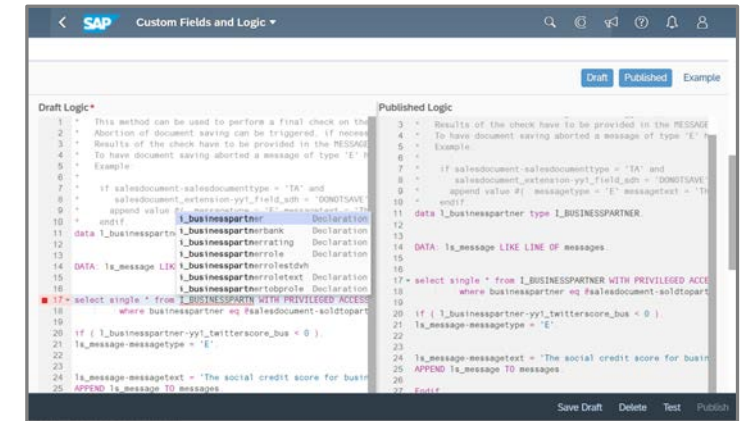 SAP Custom Fields and Logic
Draft Published Example
Draft Logic*
1 * This method can be used to perform a final check on the
2 * Abortion of document saving can be triggered. if necess
3 * Results of the check have to be provided in the MESSAGE
4 * To have document saving aborted a message of type 'E' h
5 * Example
6 *
7 * if salesdocument-salesdocumenttype = 'TA' and
8 * salesdocument_extension-yy1_field_sdh = 'DONOTSAVE'
9 * append value #( messagetype = 'E' messagetext = 'Th
10 * endif
11 data l_businesspartn
12
13
14 DATA: ls_message LIK
15
16
17 select single * from I_BUSINESSPARTN WITH PRIVILEGED ACCESS
18 where businesspartner eq @salesdocument-soldtopart
19
20 if ( l_businesspartner-yy1_twitterscore_bus < 0 ).
21 ls_message-messagetype = 'E'.
22
23
24 ls_message-messagetext = 'The social credit score for busin
25 APPEND ls_message TO messages.
i_businesspartner Declaration
i_businesspartnerbank Declaration
i_businesspartnerrating Declaration
i_businesspartnerrole Declaration
i_businesspartnerrolestdvh
i_businesspartnerroletext Declaration
i_businesspartnertobprole Declaration
Published Logic
3 * Results of the check have to be provided in the MESSAGE
4 * To have document saving aborted a message of type 'E' h
5 * Example
6 *
7 * if salesdocument-salesdocumenttype = 'TA' and
8 * salesdocument_extension-yy1_field_sdh = 'DONOTSAVE'
9 * append value #( messagetype = 'E' messagetext = 'Th
10 * endif
11 data l_businesspartner type I_BUSINESSPARTNER.
12
13
14 DATA: ls_message LIKE LINE OF messages.
15
16
17 select single * from I_BUSINESSPARTNER WITH PRIVILEGED ACCE
18 where businesspartner eq @salesdocument-soldtopart
19
20 if ( l_businesspartner-yy1_twitterscore_bus < 0 ).
21 ls_message-messagetype = 'E'.
22
23
24 ls_message-messagetext = 'The social credit score for busin
25 APPEND ls_message TO messages.
26
27 Endif.
Save Draft Delete Test Publish